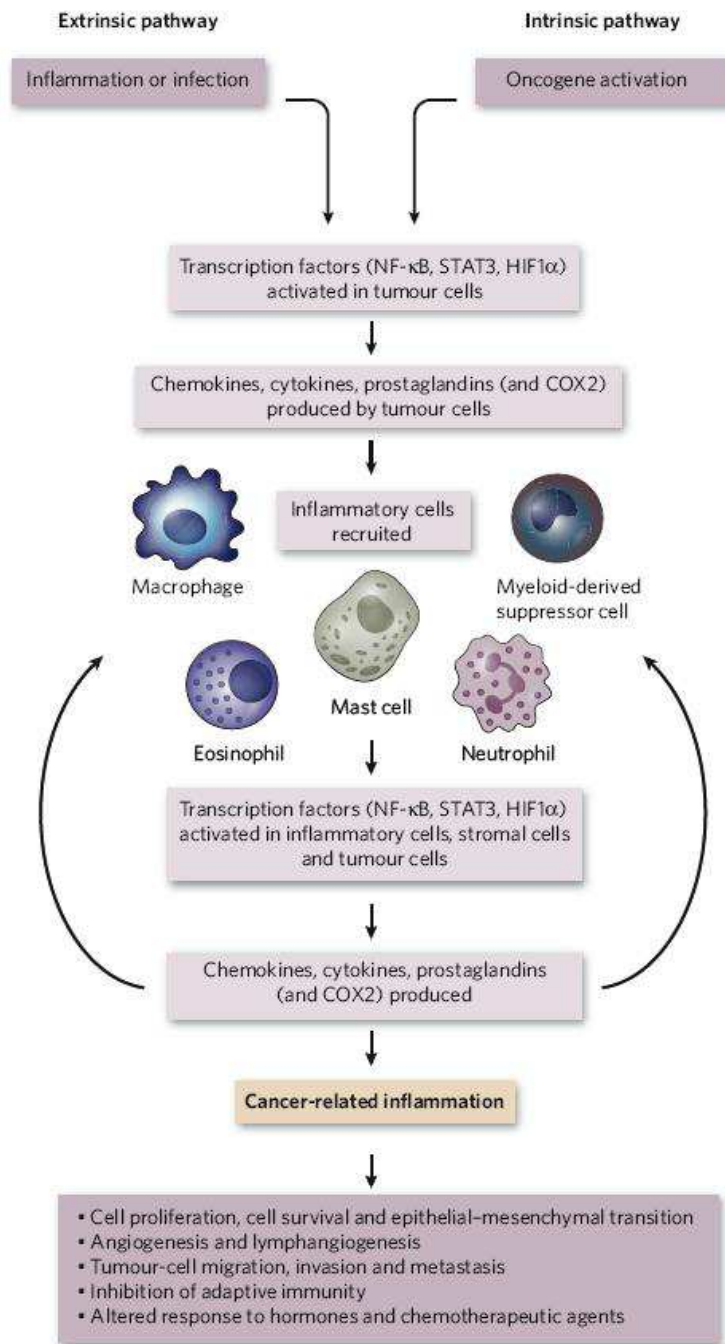 Extrinsic pathway
Intrinsic pathway
Inflammation or infection
Oncogene activation
Transcription factors (NF-κB, STAT3, HIF1α)
activated in tumour cells
Chemokines, cytokines, prostaglandins (and COX2)
produced by tumour cells
Inflammatory cells
recruited
Macrophage
Myeloid-derived
suppressor cell
Mast cell
Eosinophil
Neutrophil
Transcription factors (NF-κB, STAT3, HIF1α)
activated in inflammatory cells, stromal cells
and tumour cells
Chemokines, cytokines, prostaglandins
(and COX2) produced
Cancer-related inflammation
▪ Cell proliferation, cell survival and epithelial–mesenchymal transition
▪ Angiogenesis and lymphangiogenesis
▪ Tumour-cell migration, invasion and metastasis
▪ Inhibition of adaptive immunity
▪ Altered response to hormones and chemotherapeutic agents